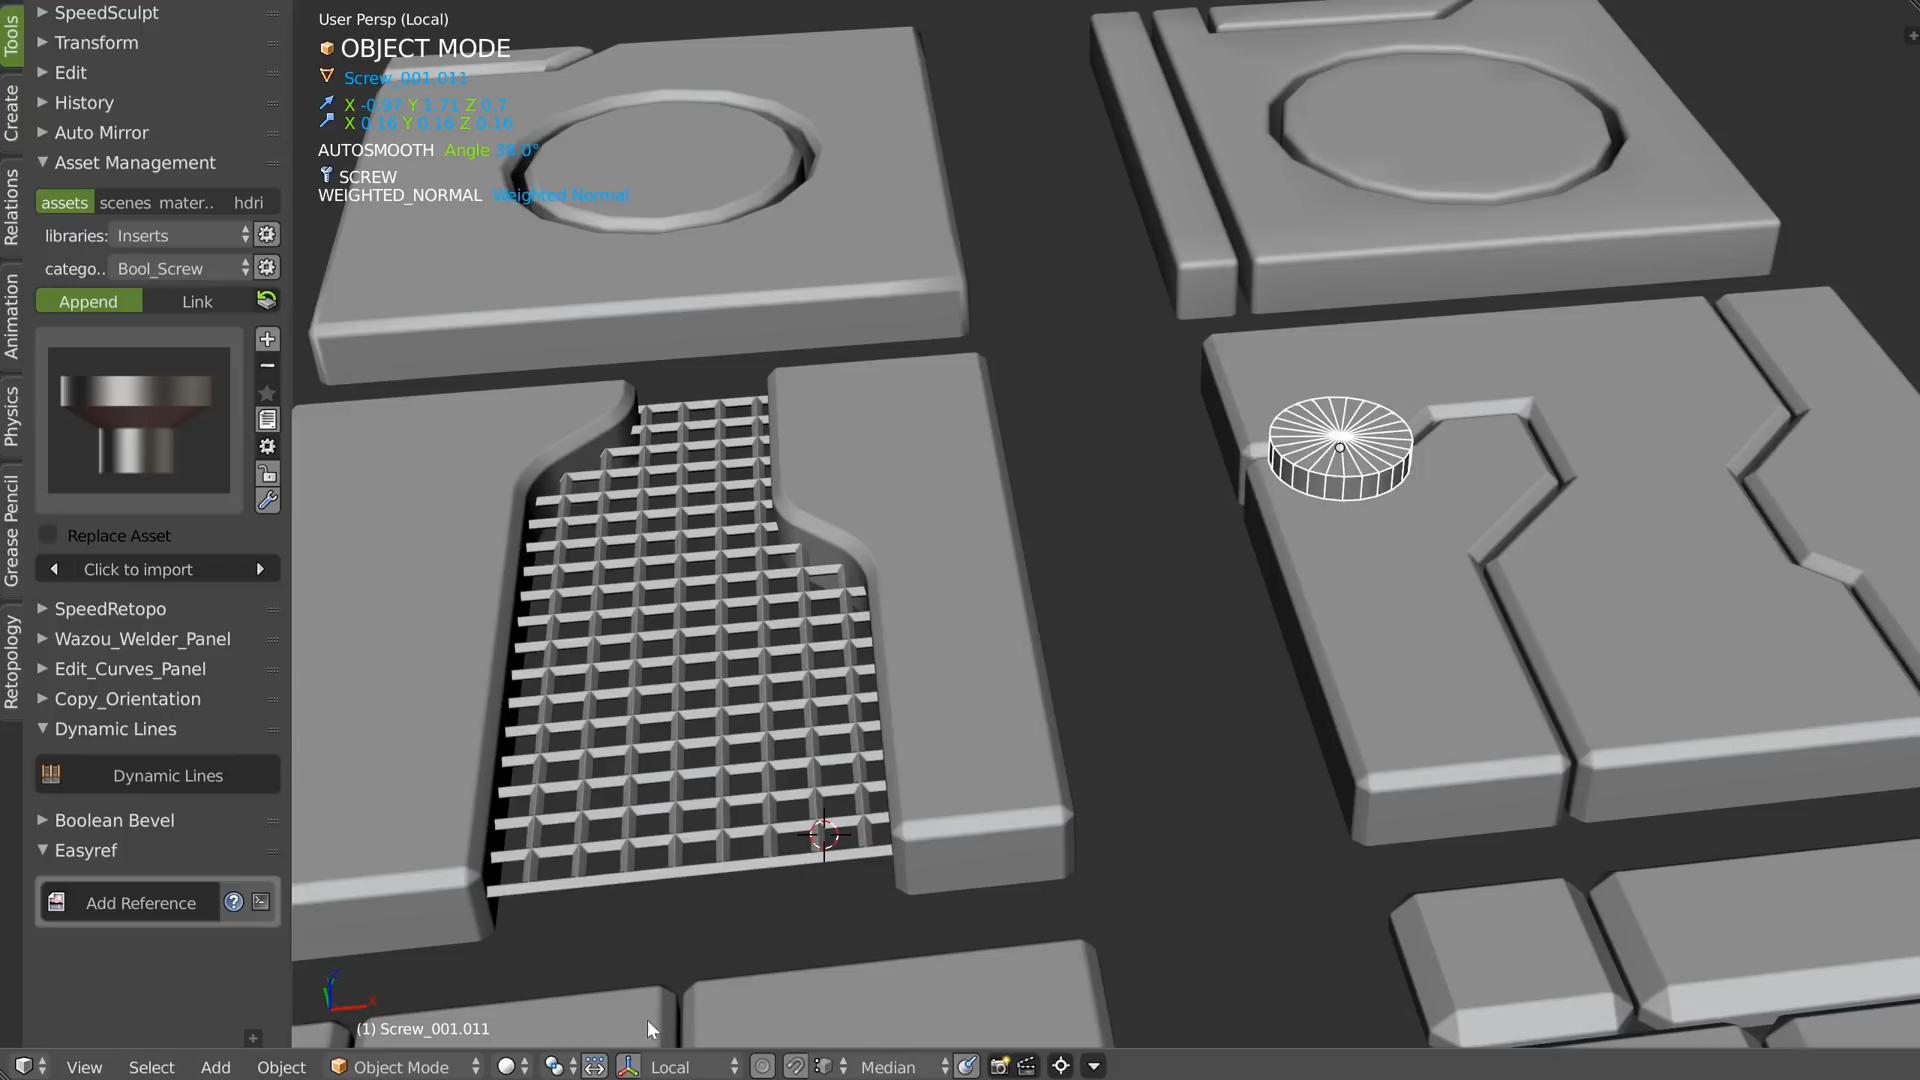 Tools
Create
Relations
Animation
Physics
Grease Pencil
Retopology
SpeedSculpt
Transform
Edit
History
Auto Mirror
Asset Management
assets scenes mater.. hdri
libraries: Inserts
catego.. Bool_Screw
Append Link
Replace Asset
Click to import
SpeedRetopo
Wazou_Welder_Panel
Edit_Curves_Panel
Copy_Orientation
Dynamic Lines
Dynamic Lines
Boolean Bevel
Easyref
Add Reference
User Persp (Local)
OBJECT MODE
Screw_001.011
X -0.97 Y 1.71 Z 0.7
X 0.16 Y 0.16 Z 0.16
AUTOSMOOTH Angle 38.0°
SCREW
WEIGHTED_NORMAL Weighted Normal
Z
X
(1) Screw_001.011
View Select Add Object Object Mode Local Median